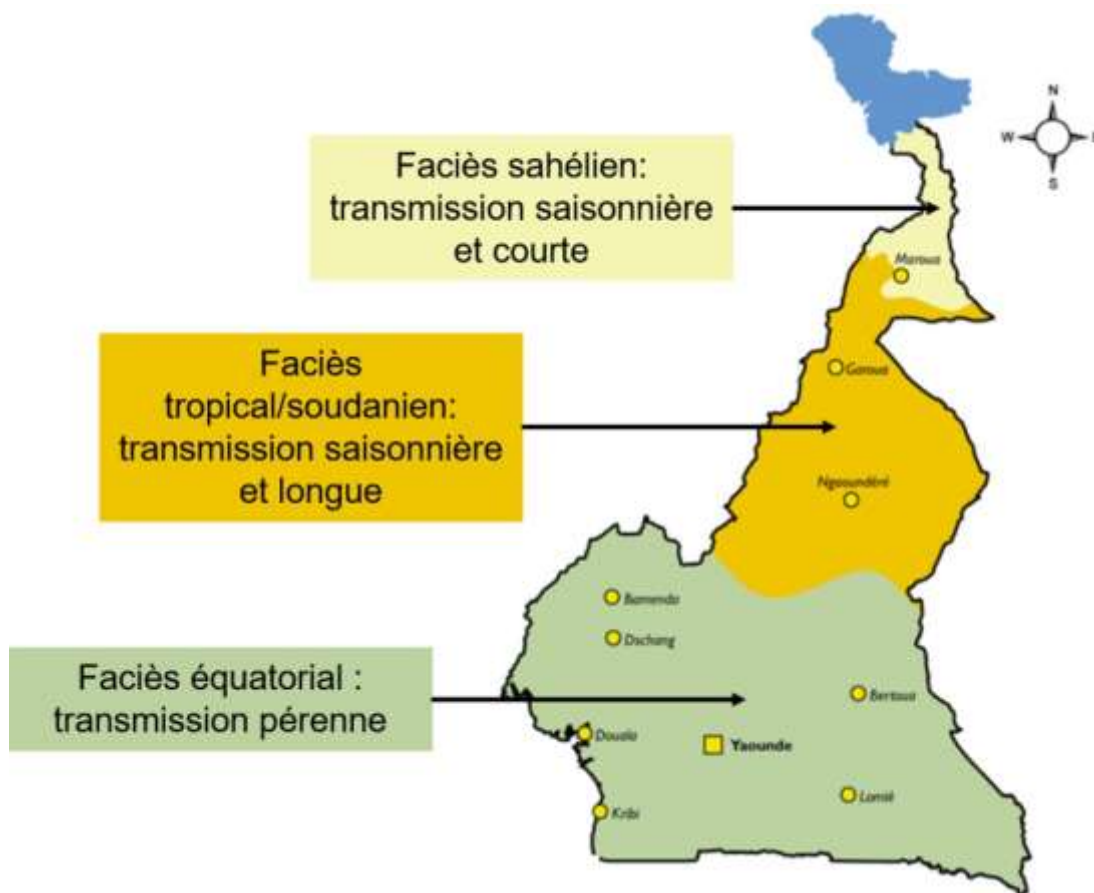 N
W
E
S
Faciès sahélien:
transmission saisonnière
et courte
Maroua
Faciès
tropical/soudanien:
transmission saisonnière
et longue
Garoua
Ngaoundéré
Bamenda
Dschang
Faciès équatorial :
transmission pérenne
Bertoua
Douala
Yaounde
Lomié
Kribi